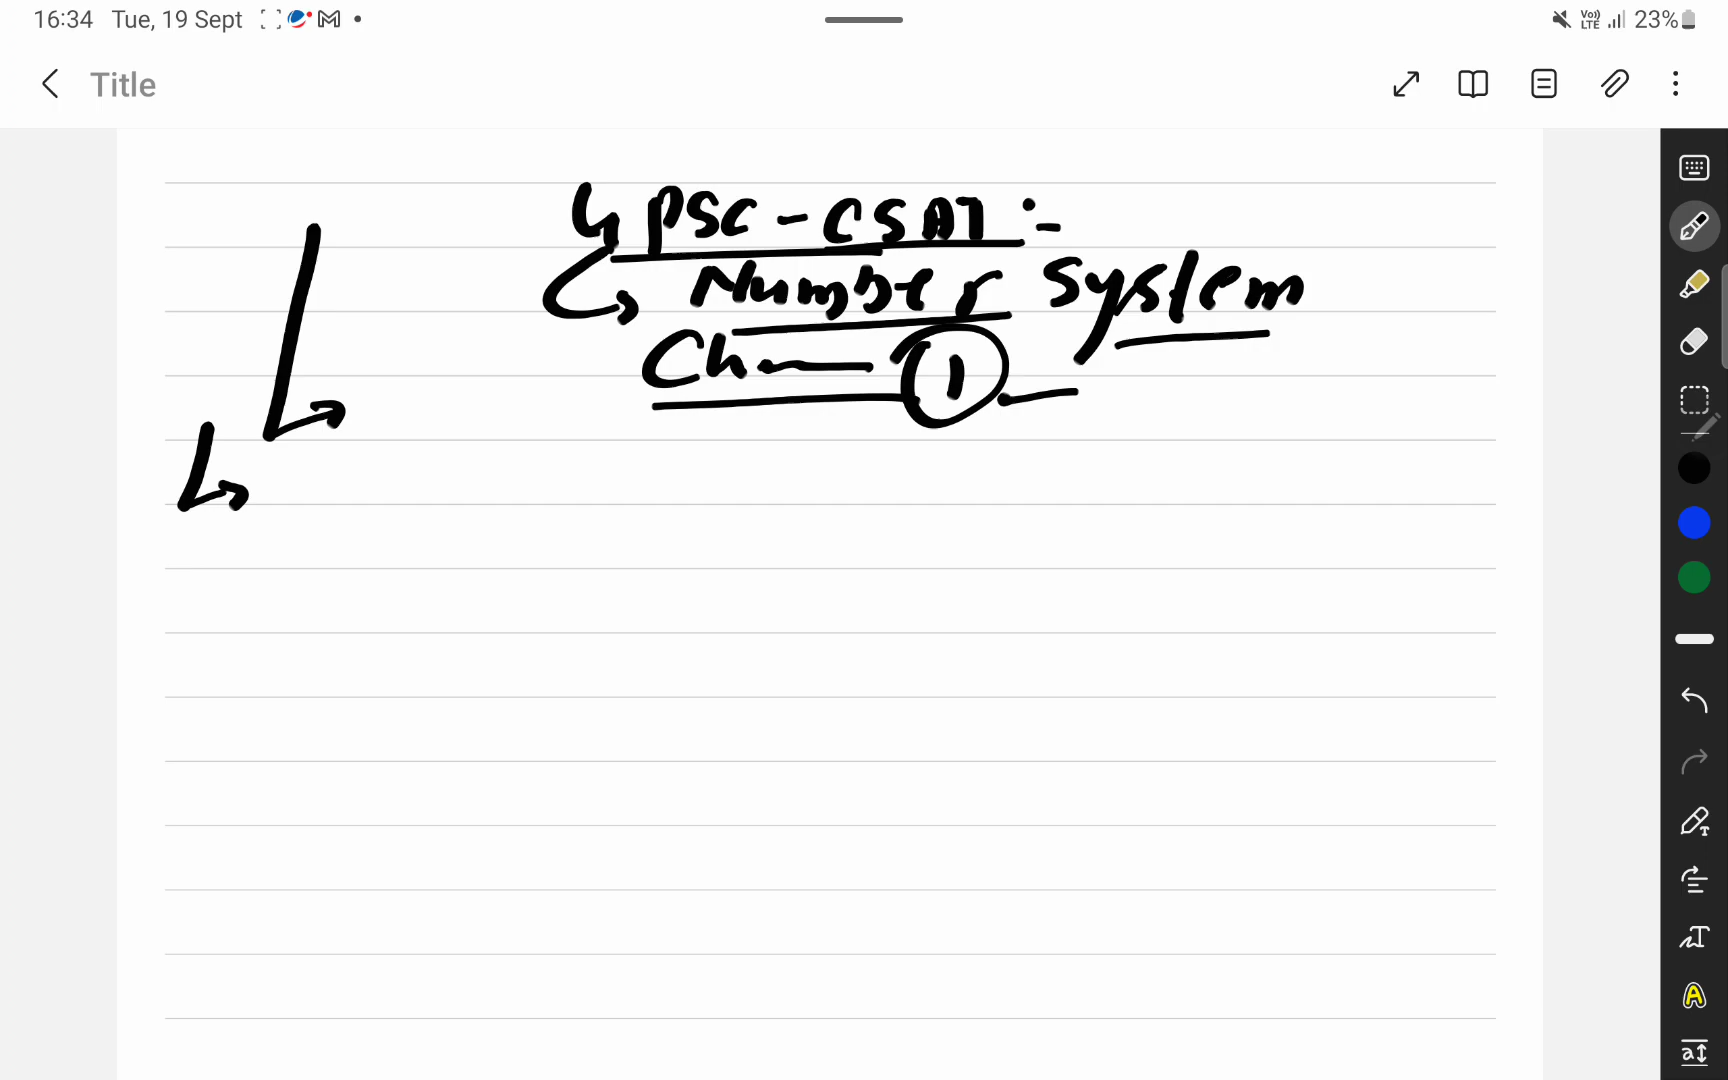 16:34 Tue, 19 Sept 23%
Title
UPSC - CSAT :-
Number System
Ch — 1